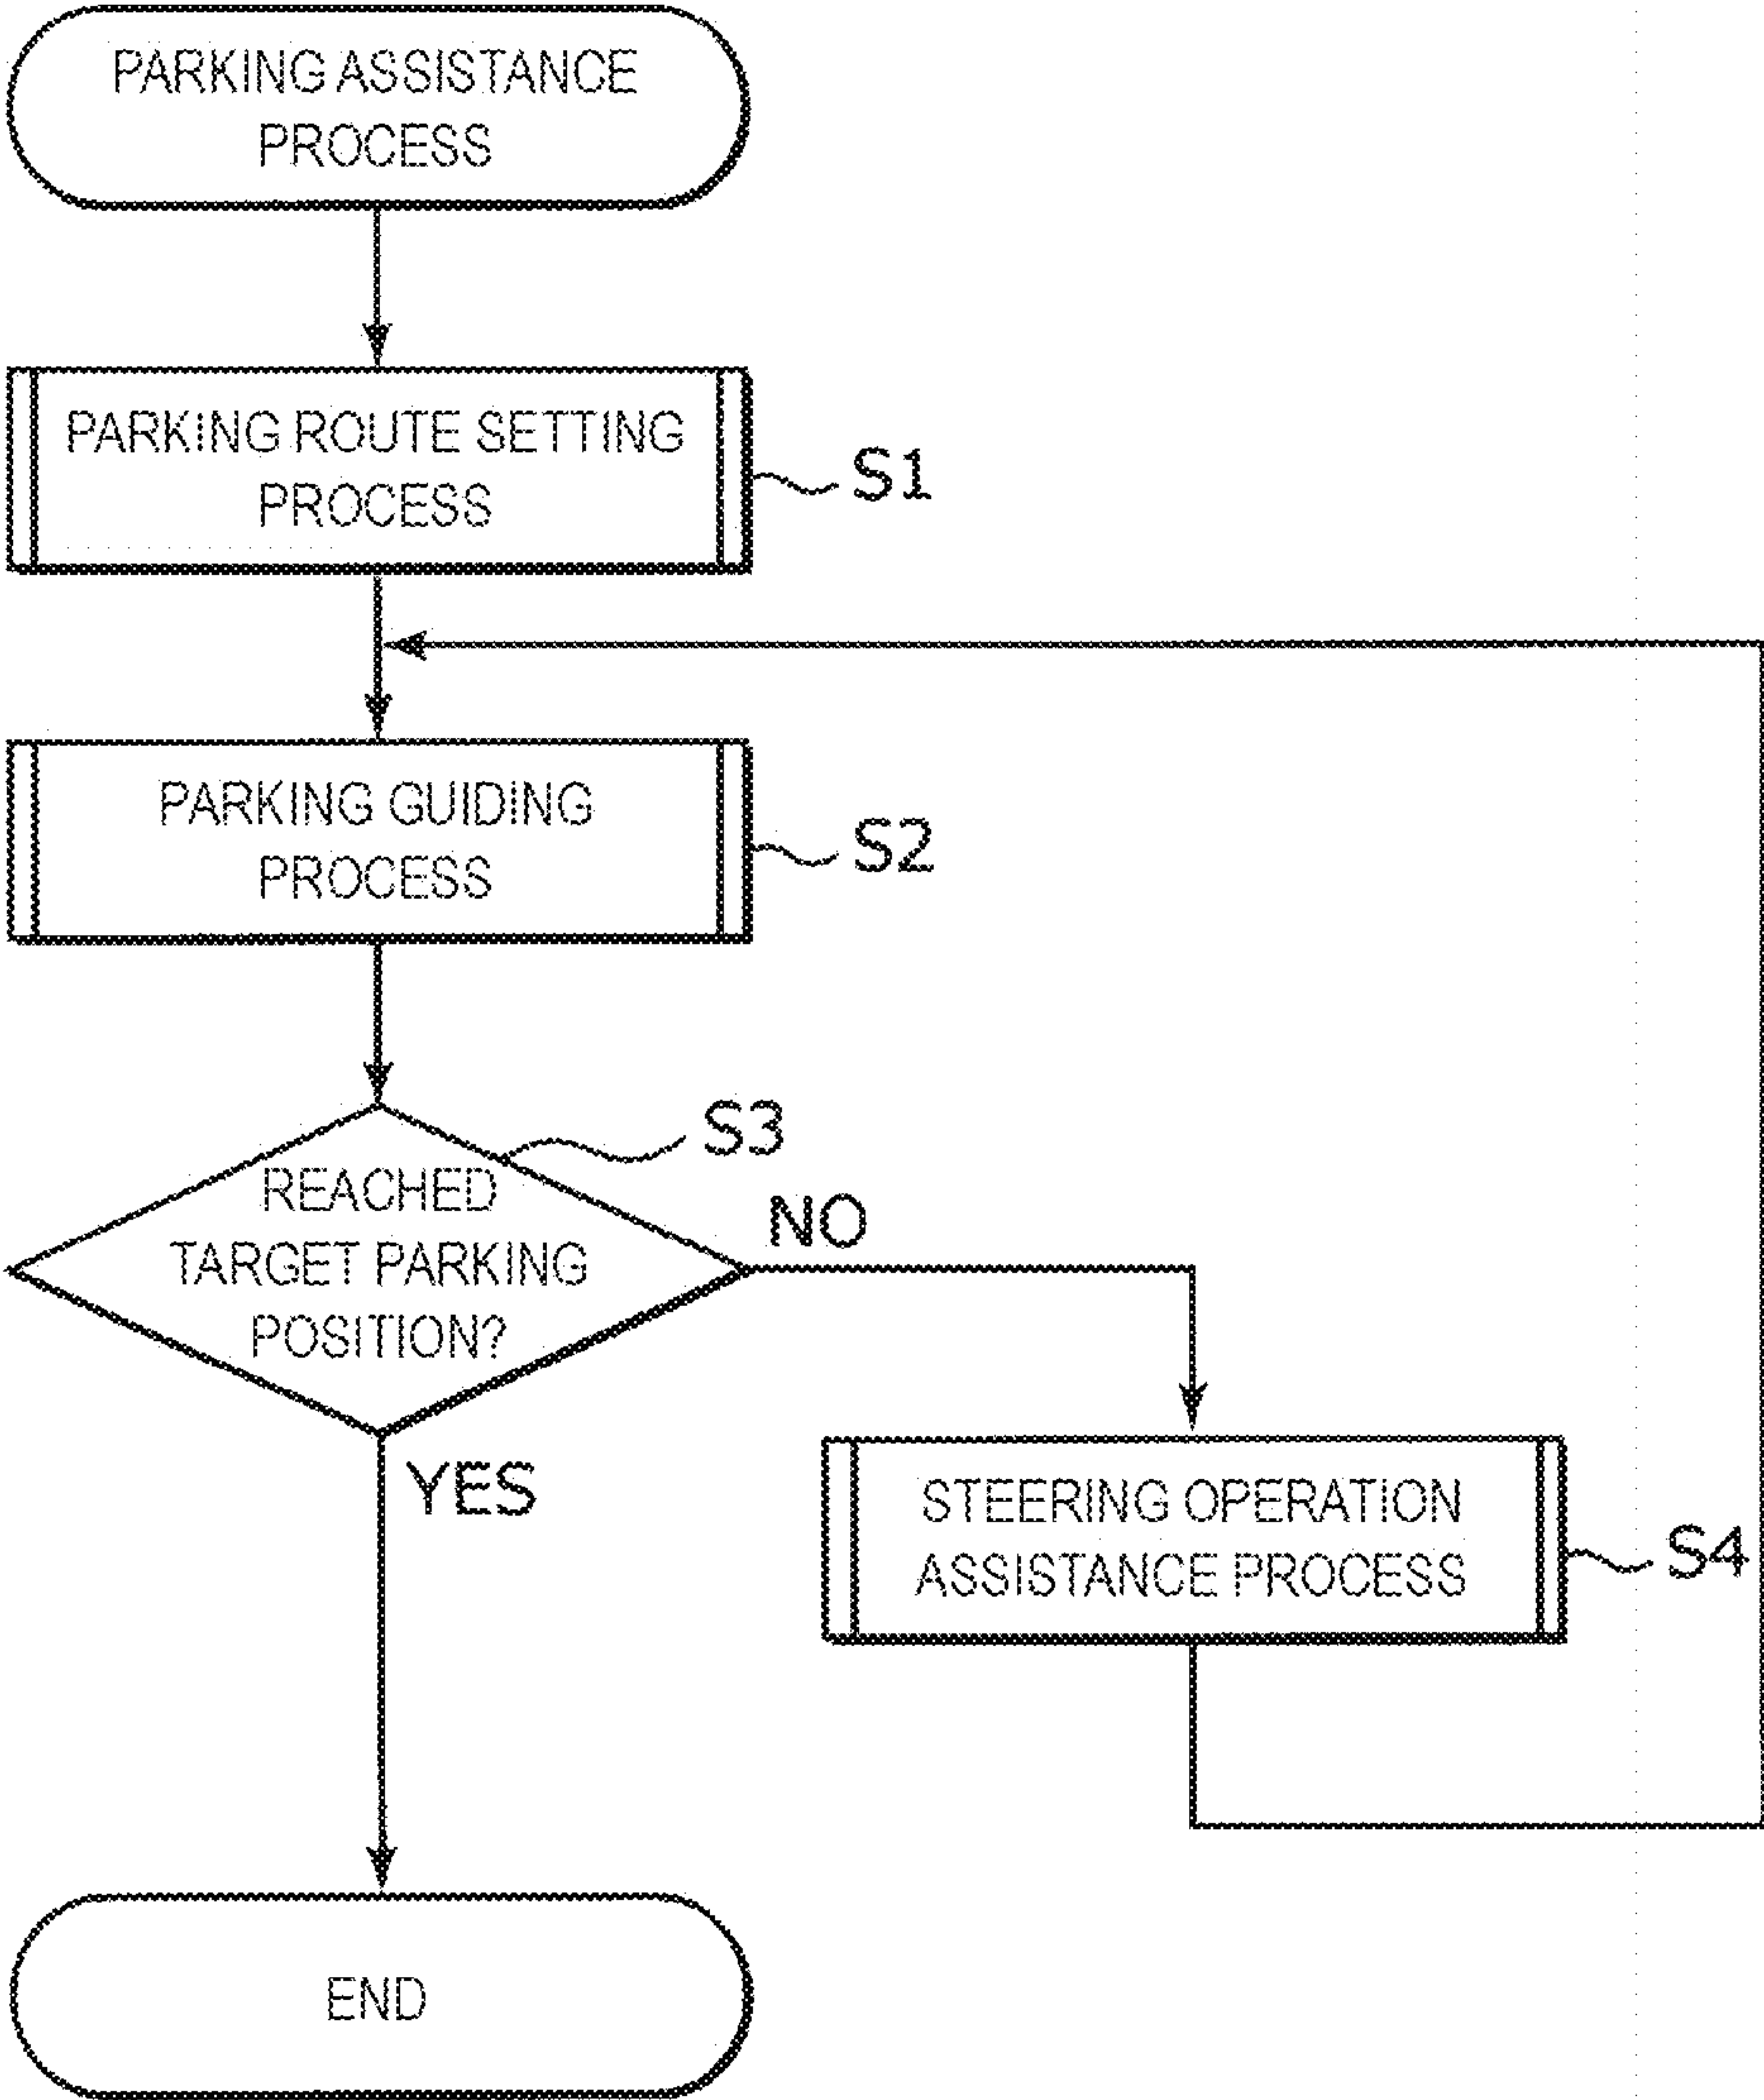 PARKING ASSISTANCE
PROCESS
PARKING ROUTE SETTING
PROCESS
S1
PARKING GUIDING
PROCESS
S2
S3
REACHED
TARGET PARKING
POSITION?
NO
YES
STEERING OPERATION
ASSISTANCE PROCESS
S4
END